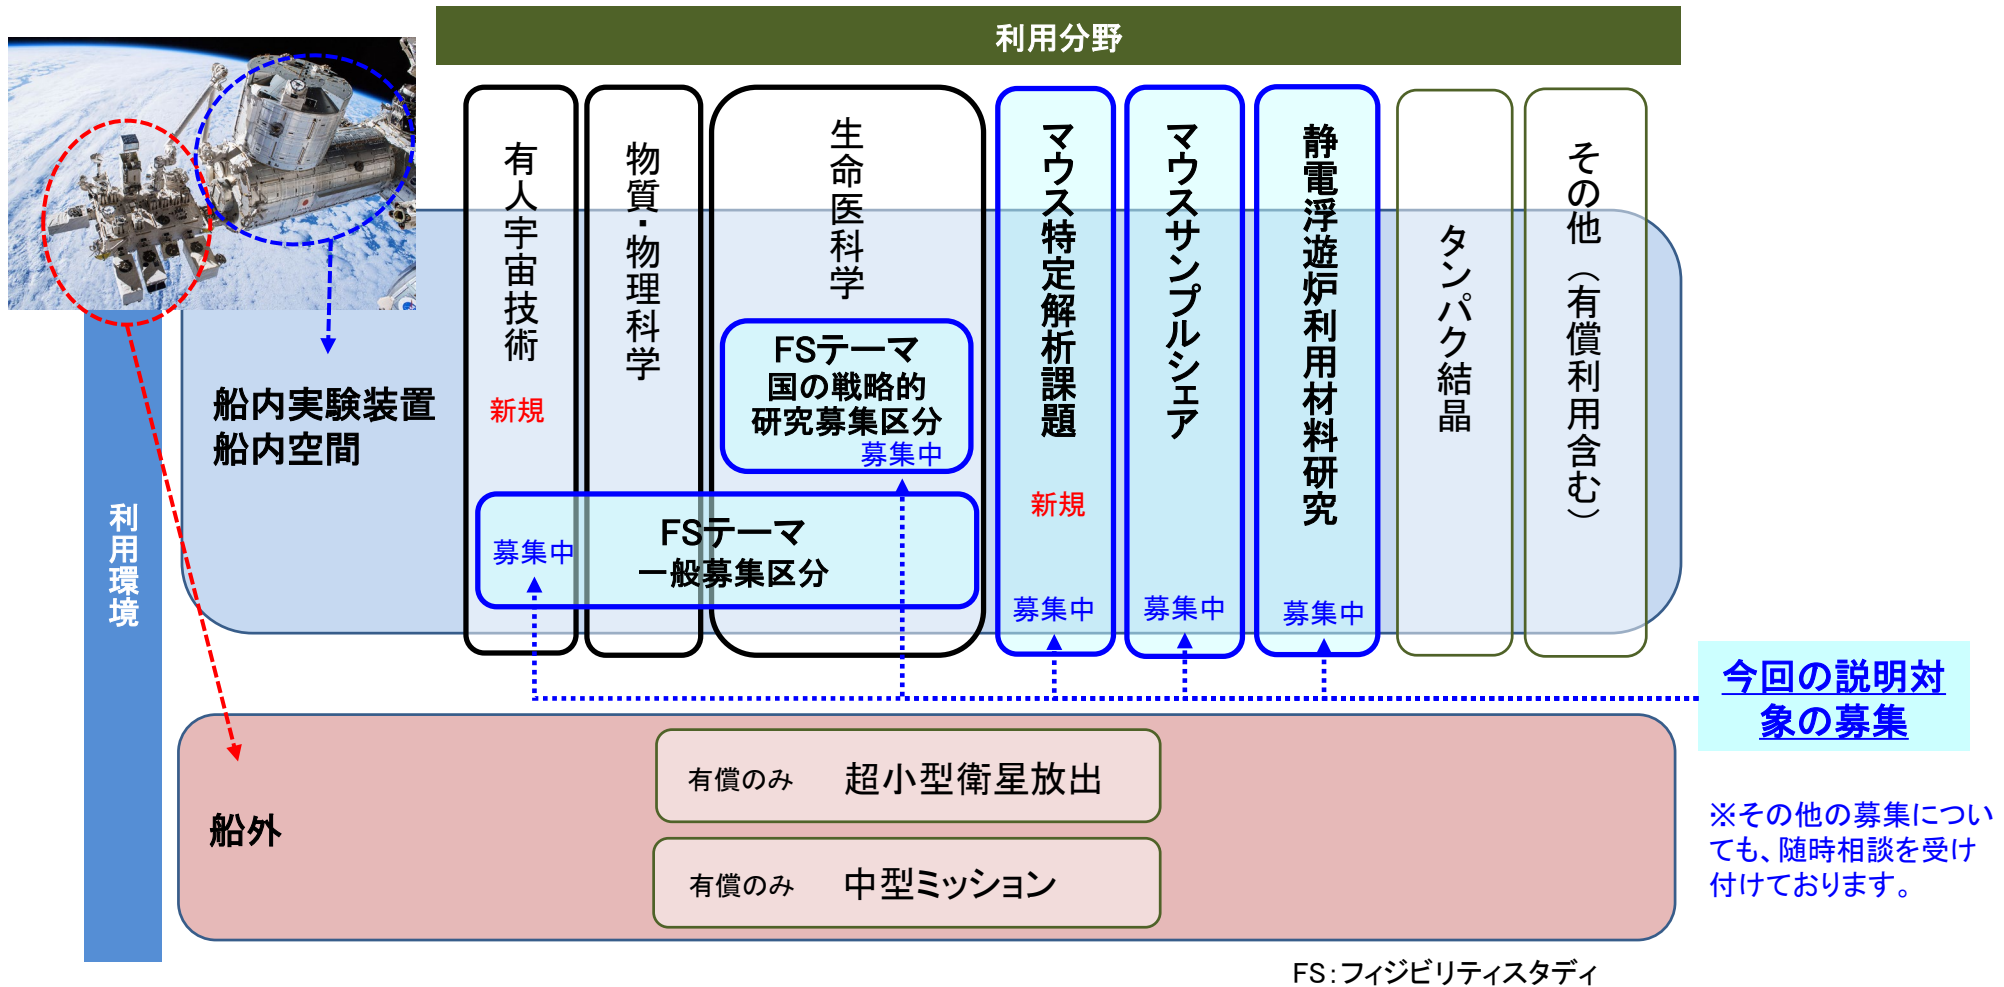 利用分野
有人宇宙技術
新規
物質・物理科学
生命医科学
FSテーマ
国の戦略的
研究募集区分
募集中
FSテーマ
一般募集区分
募集中
マウス特定解析課題
新規
募集中
マウスサンプルシェア
募集中
静電浮遊炉利用材料研究
募集中
タンパク結晶
その他（有償利用含む）
利用環境
船内実験装置
船内空間
今回の説明対
象の募集
船外
有償のみ 超小型衛星放出
有償のみ 中型ミッション
※その他の募集につい
ても、随時相談を受け
付けております。
FS：フィジビリティスタディ